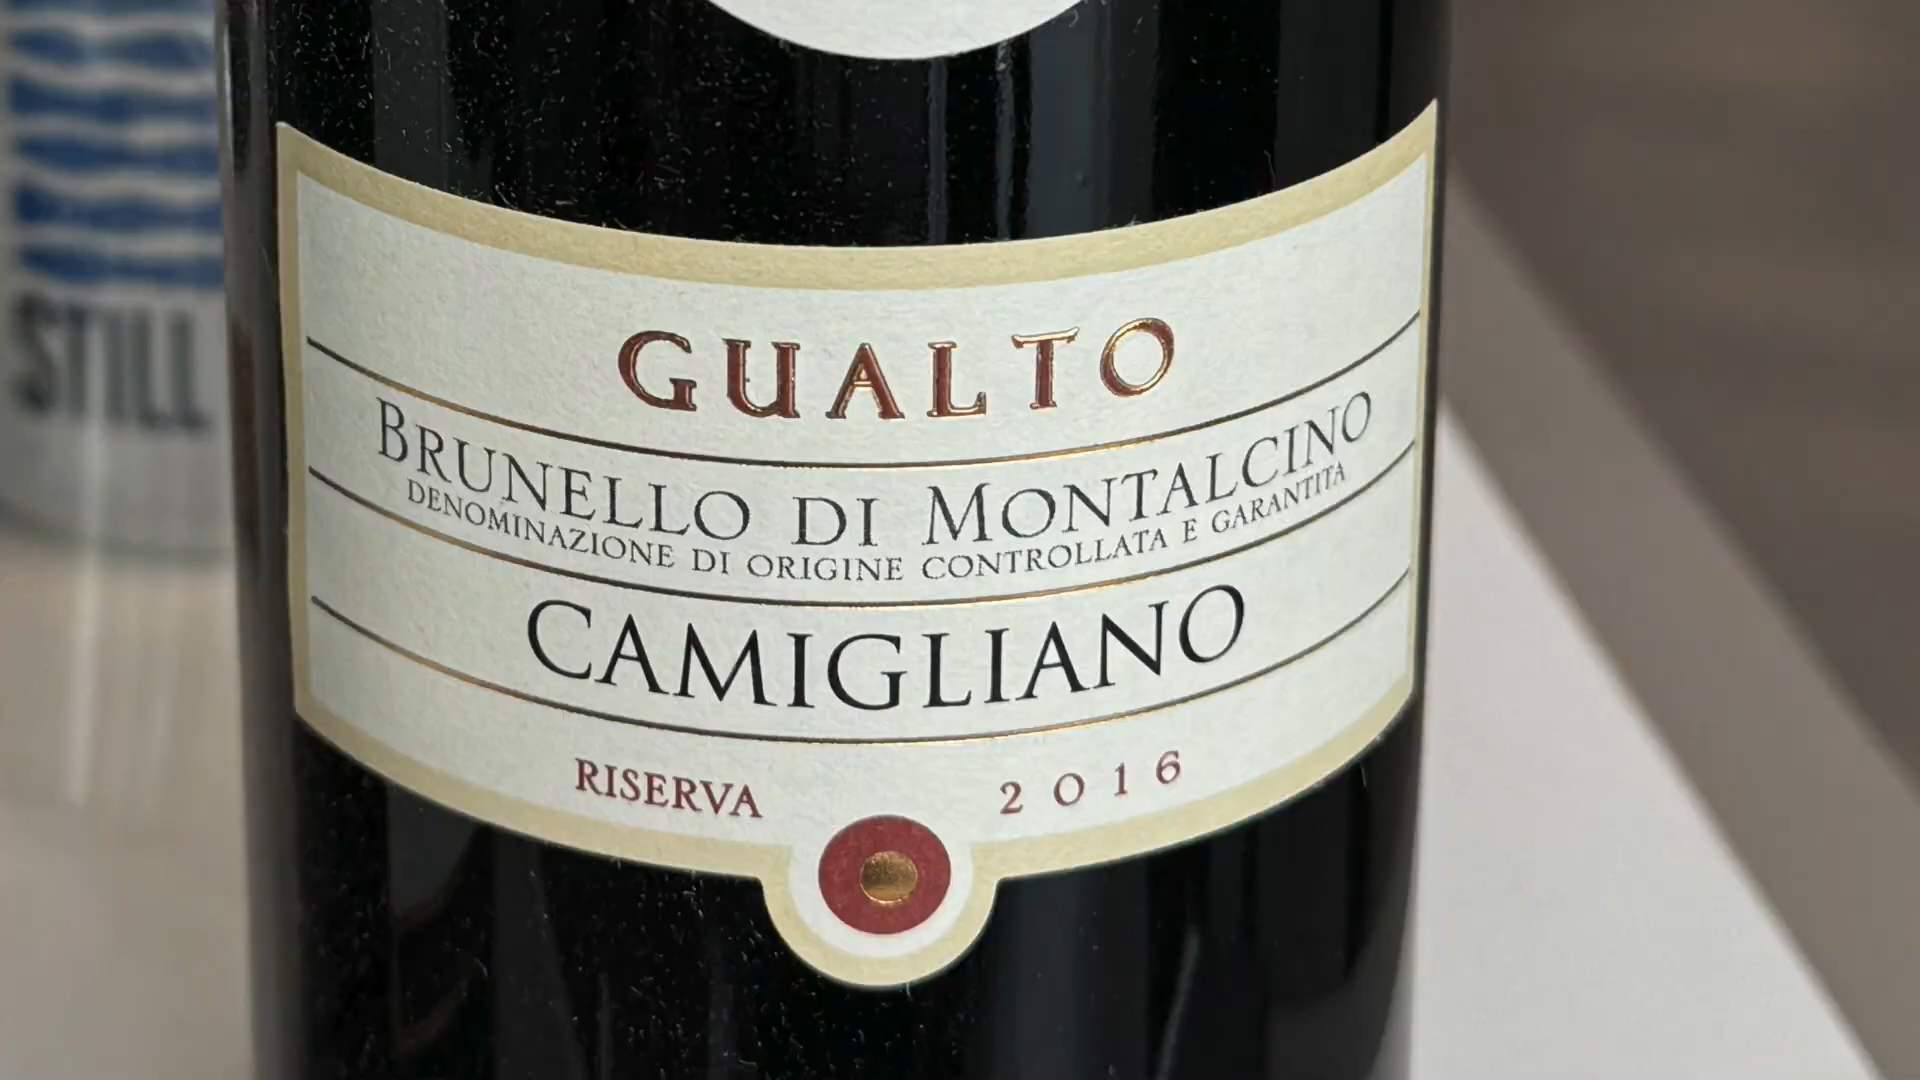 STILL
GUALTO
BRUNELLO DI MONTALCINO
DENOMINAZIONE DI ORIGINE CONTROLLATA E GARANTITA
CAMIGLIANO
RISERVA 2016